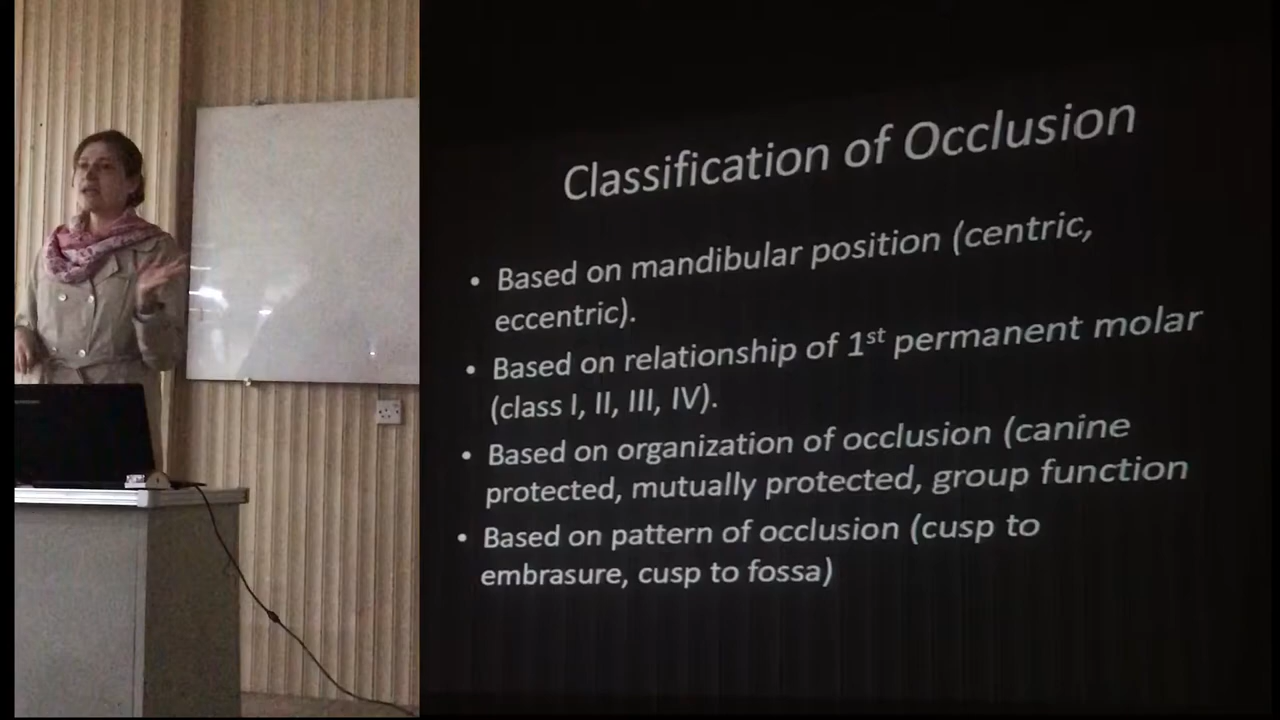 Classification of Occlusion
• Based on mandibular position (centric,
eccentric).
• Based on relationship of 1st permanent molar
(class I, II, III, IV).
• Based on organization of occlusion (canine
protected, mutually protected, group function
• Based on pattern of occlusion (cusp to
embrasure, cusp to fossa)